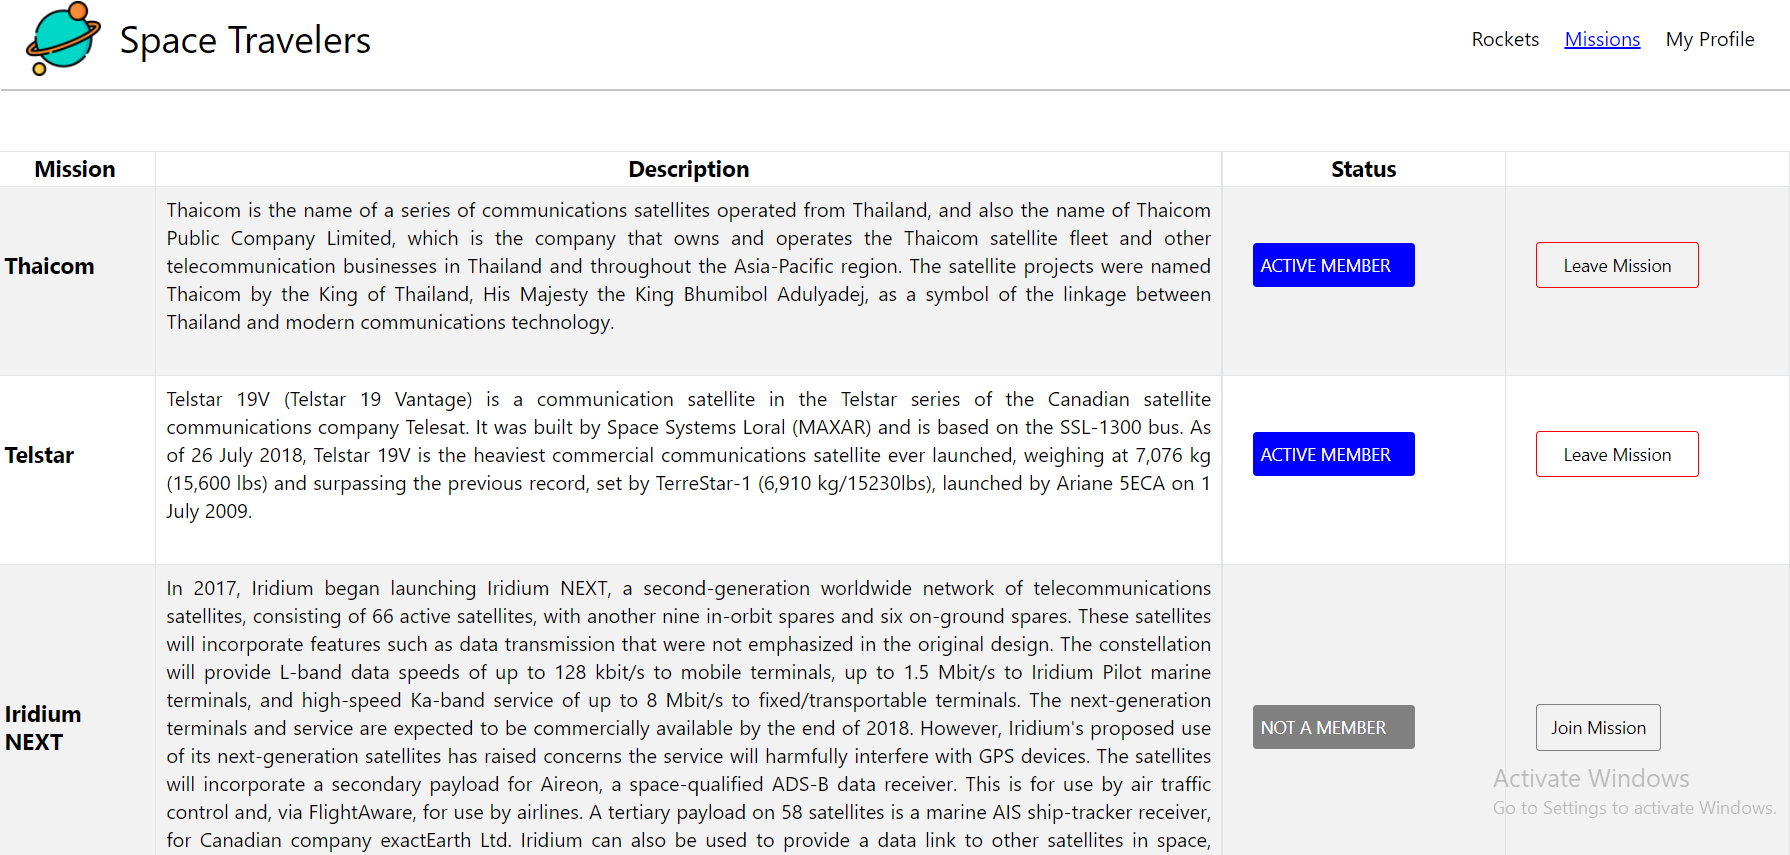 Space Travelers
Rockets Missions My Profile
Mission Description Status
Thaicom
Thaicom is the name of a series of communications satellites operated from Thailand, and also the name of Thaicom
Public Company Limited, which is the company that owns and operates the Thaicom satellite fleet and other
telecommunication businesses in Thailand and throughout the Asia-Pacific region. The satellite projects were named
Thaicom by the King of Thailand, His Majesty the King Bhumibol Adulyadej, as a symbol of the linkage between
Thailand and modern communications technology.
ACTIVE MEMBER
Leave Mission
Telstar
Telstar 19V (Telstar 19 Vantage) is a communication satellite in the Telstar series of the Canadian satellite
communications company Telesat. It was built by Space Systems Loral (MAXAR) and is based on the SSL-1300 bus. As
of 26 July 2018, Telstar 19V is the heaviest commercial communications satellite ever launched, weighing at 7,076 kg
(15,600 lbs) and surpassing the previous record, set by TerreStar-1 (6,910 kg/15230lbs), launched by Ariane 5ECA on 1
July 2009.
ACTIVE MEMBER
Leave Mission
Iridium
NEXT
In 2017, Iridium began launching Iridium NEXT, a second-generation worldwide network of telecommunications
satellites, consisting of 66 active satellites, with another nine in-orbit spares and six on-ground spares. These satellites
will incorporate features such as data transmission that were not emphasized in the original design. The constellation
will provide L-band data speeds of up to 128 kbit/s to mobile terminals, up to 1.5 Mbit/s to Iridium Pilot marine
terminals, and high-speed Ka-band service of up to 8 Mbit/s to fixed/transportable terminals. The next-generation
terminals and service are expected to be commercially available by the end of 2018. However, Iridium's proposed use
of its next-generation satellites has raised concerns the service will harmfully interfere with GPS devices. The satellites
will incorporate a secondary payload for Aireon, a space-qualified ADS-B data receiver. This is for use by air traffic
control and, via FlightAware, for use by airlines. A tertiary payload on 58 satellites is a marine AIS ship-tracker receiver,
for Canadian company exactEarth Ltd. Iridium can also be used to provide a data link to other satellites in space,
NOT A MEMBER
Join Mission
Activate Windows
Go to Settings to activate Windows.